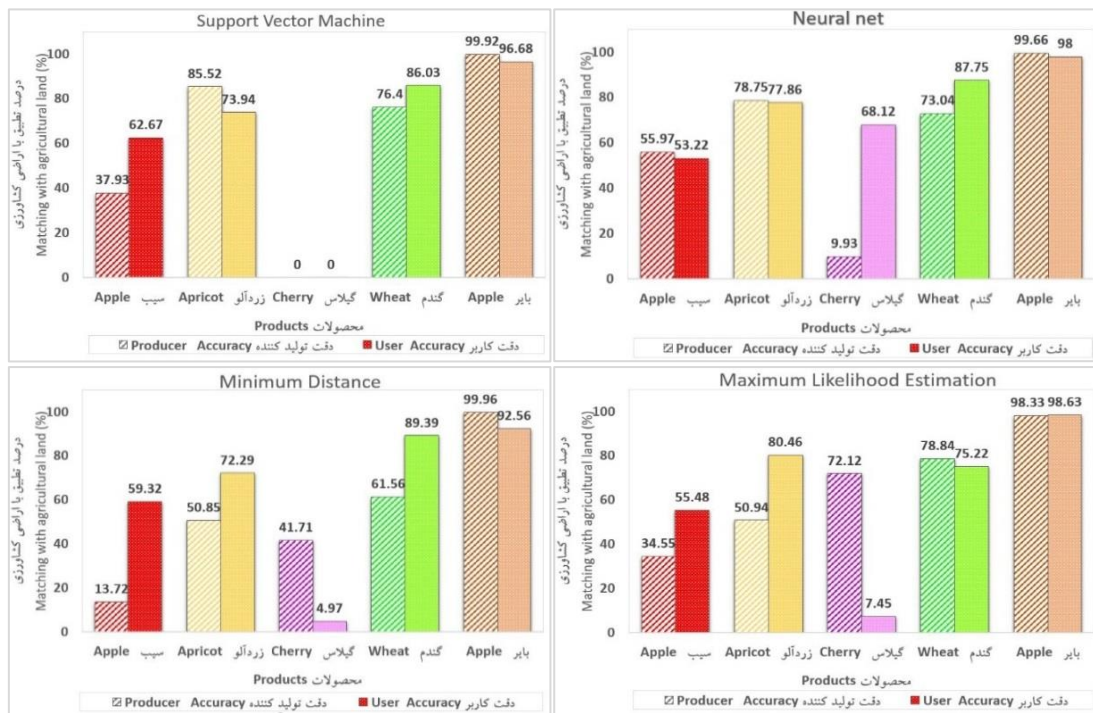 Support Vector Machine
درصد تطبیق با اراضی کشاورزی
Matching with agricultural land (%)
100
80
60
40
20
0
37.93
62.67
85.52
73.94
0
0
76.4
86.03
99.92
96.68
Apple سیب
Apricot زردآلو
Cherry گیلاس
Wheat گندم
Apple بایر
Products محصولات
Producer Accuracy دقت تولید کننده
User Accuracy دقت کاربر
Neural net
درصد تطبیق با اراضی کشاورزی
Matching with agricultural land (%)
100
80
60
40
20
0
55.97
53.22
78.75
77.86
9.93
68.12
73.04
87.75
99.66
98
Apple سیب
Apricot زردآلو
Cherry گیلاس
Wheat گندم
Apple بایر
Products محصولات
Producer Accuracy دقت تولید کننده
User Accuracy دقت کاربر
Minimum Distance
درصد تطبیق با اراضی کشاورزی
Matching with agricultural land (%)
100
80
60
40
20
0
13.72
59.32
50.85
72.29
41.71
4.97
61.56
89.39
99.96
92.56
Apple سیب
Apricot زردآلو
Cherry گیلاس
Wheat گندم
Apple بایر
Products محصولات
Producer Accuracy دقت تولید کننده
User Accuracy دقت کاربر
Maximum Likelihood Estimation
درصد تطبیق با اراضی کشاورزی
Matching with agricultural land (%)
100
80
60
40
20
0
34.55
55.48
50.94
80.46
72.12
7.45
78.84
75.22
98.33
98.63
Apple سیب
Apricot زردآلو
Cherry گیلاس
Wheat گندم
Apple بایر
Products محصولات
Producer Accuracy دقت تولید کننده
User Accuracy دقت کاربر